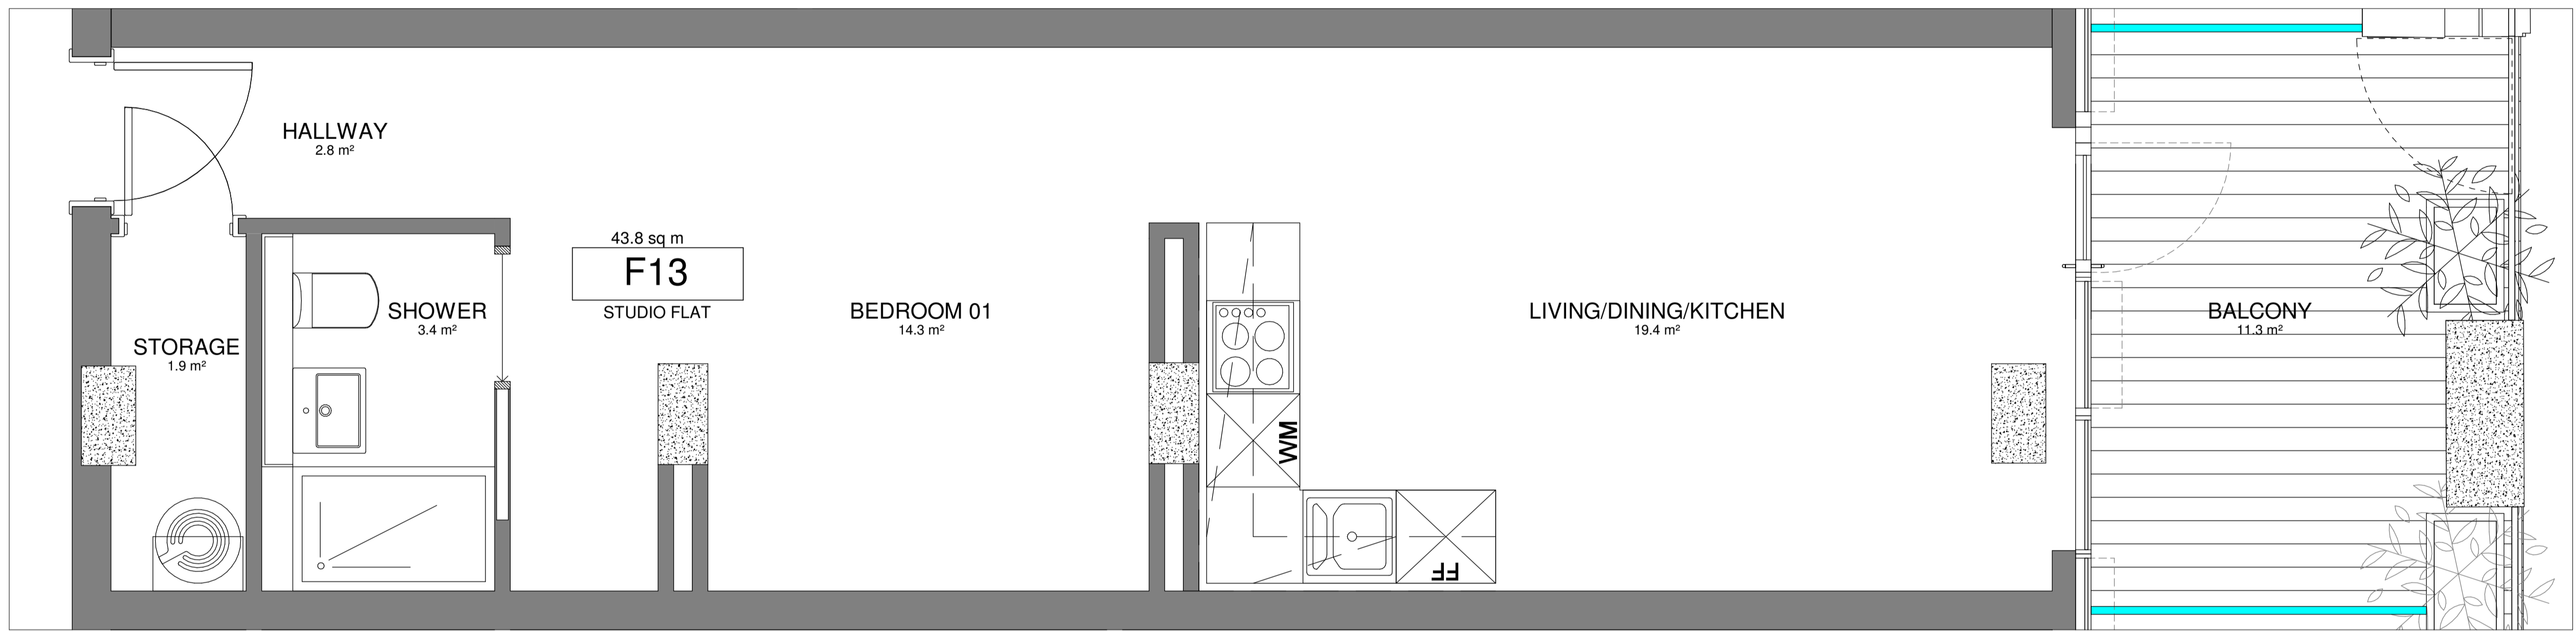 HALLWAY
2.8 m²
STORAGE
1.9 m²
SHOWER
3.4 m²
43.8 sq m
F13
STUDIO FLAT
BEDROOM 01
14.3 m²
WM
FF
LIVING/DINING/KITCHEN
19.4 m²
BALCONY
11.3 m²